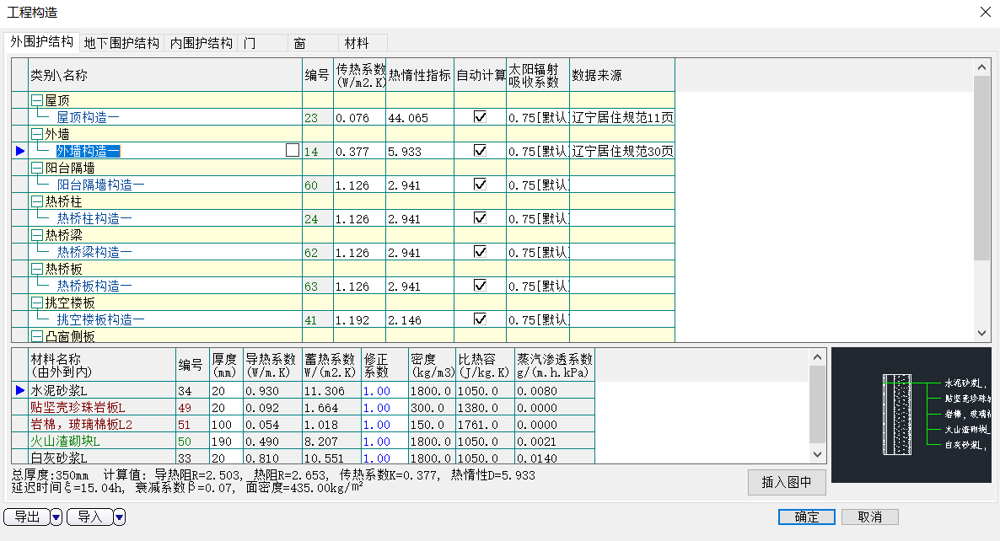 工程构造
外围护结构 地下围护结构 内围护结构 门 窗 材料
类别\名称 编号 传热系数(W/m2.K) 热惰性指标 自动计算 太阳辐射吸收系数 数据来源
屋顶
屋顶构造一 23 0.076 44.065 0.75[默认] 辽宁居住规范11页
外墙
外墙构造一 14 0.377 5.933 0.75[默认] 辽宁居住规范30页
阳台隔墙
阳台隔墙构造一 60 1.126 2.941 0.75[默认]
热桥柱
热桥柱构造一 24 1.126 2.941 0.75[默认]
热桥梁
热桥梁构造一 62 1.126 2.941 0.75[默认]
热桥板
热桥板构造一 63 1.126 2.941 0.75[默认]
挑空楼板
挑空楼板构造一 41 1.192 2.146 0.75[默认]
凸窗侧板
材料名称(由外到内) 编号 厚度(mm) 导热系数(W/m.K) 蓄热系数W/(m2.K) 修正系数 密度(kg/m3) 比热容(J/kg.K) 蒸汽渗透系数g/(m.h.kPa)
水泥砂浆L 34 20 0.930 11.306 1.00 1800.0 1050.0 0.0080
贴坚壳珍珠岩板L 49 20 0.092 1.664 1.00 300.0 1380.0 0.0000
岩棉，玻璃棉板L2 51 100 0.054 1.018 1.00 150.0 1761.0 0.0000
火山渣砌块L 50 190 0.490 8.207 1.00 1800.0 1050.0 0.0021
白灰砂浆L 33 20 0.810 10.551 1.00 1800.0 1050.0 0.0140
水泥砂浆L,
贴坚壳珍珠岩
岩棉，玻璃
火山渣砌块L
白灰砂浆L,
总厚度:350mm 计算值: 导热阻R=2.503, 热阻R=2.653, 传热系数K=0.377, 热惰性D=5.933
延迟时间ξ=15.04h, 衰减系数β=0.07, 面密度=435.00kg/㎡
插入图中
导出 导入 确定 取消